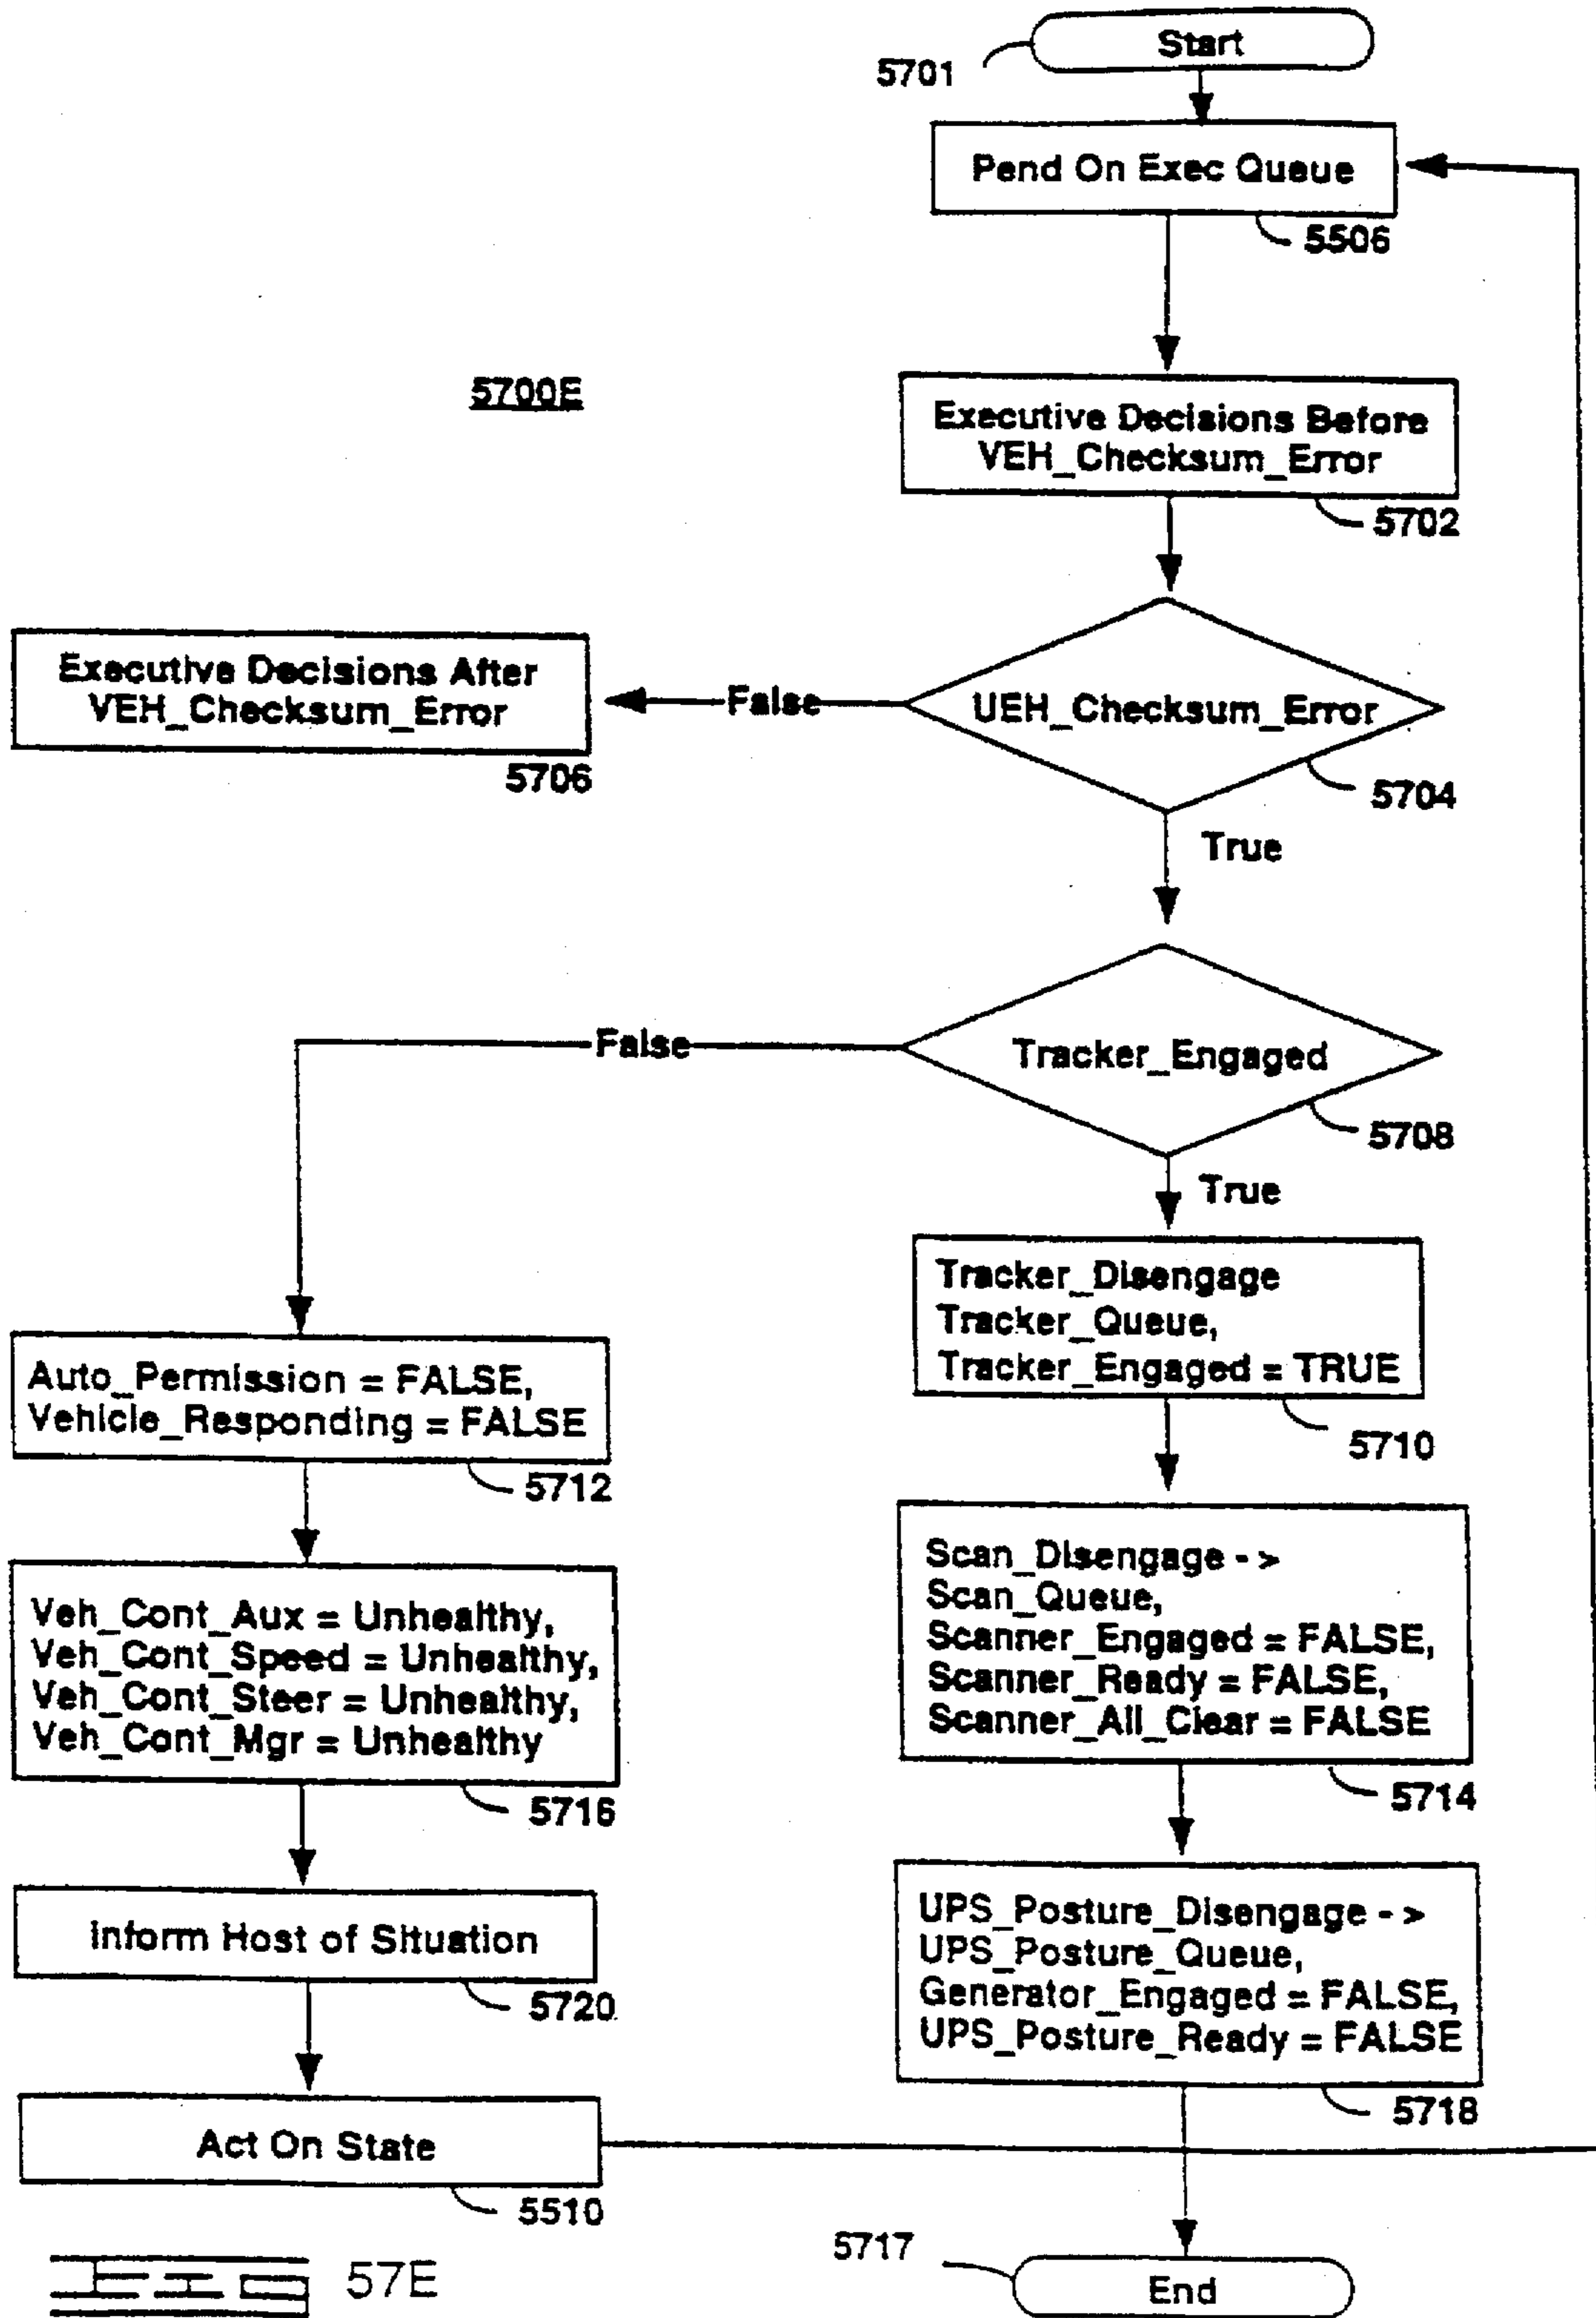 Start
5701
Pend On Exec Queue
5506
5700E
Executive Decisions Before
VEH_Checksum_Error
5702
Executive Decisions After
VEH_Checksum_Error
5706
False
UEH_Checksum_Error
5704
True
False
Tracker_Engaged
5708
True
Tracker_Disengage
Tracker_Queue,
Tracker_Engaged = TRUE
5710
Auto_Permission = FALSE,
Vehicle_Responding = FALSE
5712
Scan_Disengage - >
Scan_Queue,
Scanner_Engaged = FALSE,
Scanner_Ready = FALSE,
Scanner_All_Clear = FALSE
5714
Veh_Cont_Aux = Unhealthy,
Veh_Cont_Speed = Unhealthy,
Veh_Cont_Steer = Unhealthy,
Veh_Cont_Mgr = Unhealthy
5716
UPS_Posture_Disengage - >
UPS_Posture_Queue,
Generator_Engaged = FALSE,
UPS_Posture_Ready = FALSE
5718
Inform Host of Situation
5720
Act On State
5510
5717
End
FIG 57E